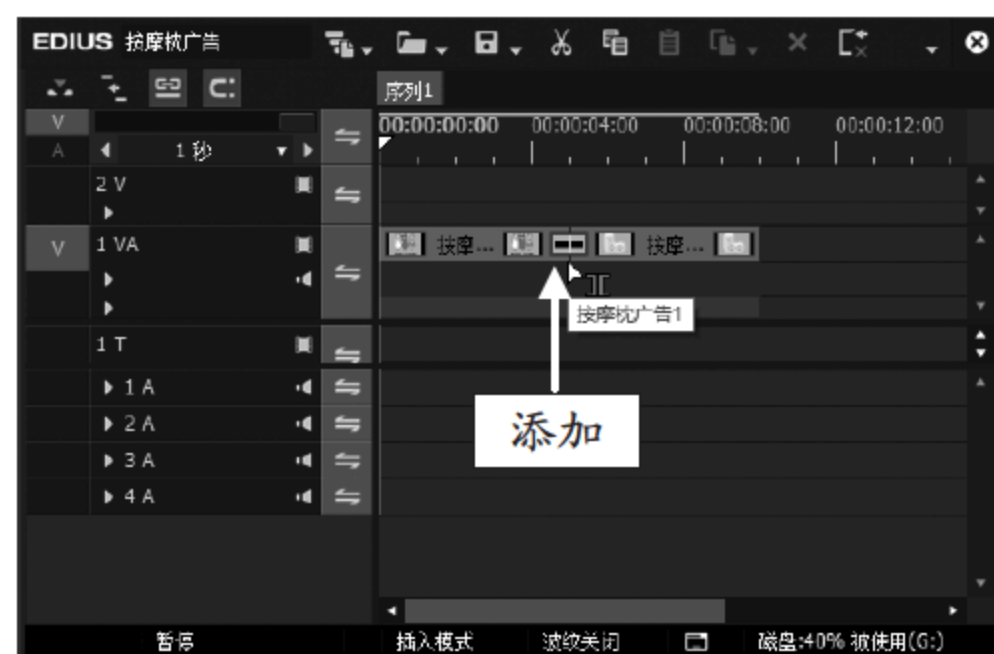 EDIUS 按摩枕广告
序列1
V
A
1 秒
00:00:00:00 00:00:04:00 00:00:08:00 00:00:12:00
2 V
V 1 VA
按摩... 按摩...
按摩枕广告1
添加
1 T
1 A
2 A
3 A
4 A
暂停 插入模式 波纹关闭 磁盘:40% 被使用(G:)